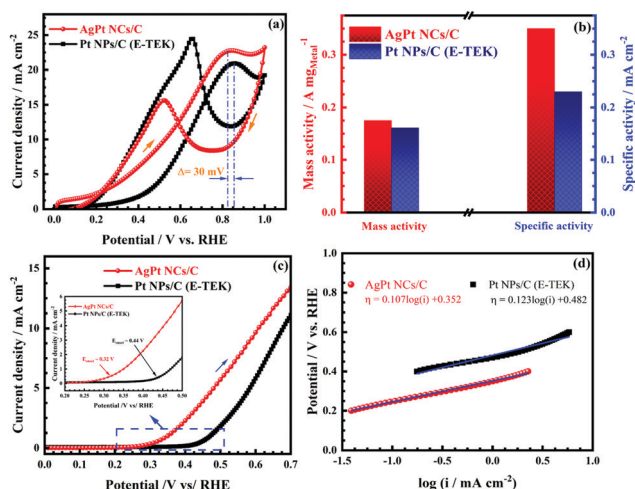 (a)
AgPt NCs/C
Pt NPs/C (E-TEK)
Δ= 30 mV
Current density / mA cm⁻²
25
20
15
10
5
0
0.0 0.2 0.4 0.6 0.8 1.0
Potential /V vs. RHE
(b)
AgPt NCs/C
Pt NPs/C (E-TEK)
Mass activity / A mg_Metal⁻¹
0.3
0.2
0.1
0.0
Specific activity / mA cm⁻²
0.3
0.2
0.1
0.0
Mass activity
Specific activity
(c)
AgPt NCs/C
Pt NPs/C (E-TEK)
Current density / mA cm⁻²
15
10
5
0
0.0 0.1 0.2 0.3 0.4 0.5 0.6 0.7
Potential /V vs. RHE
AgPt NCs/C
Pt NPs/C (E-TEK)
E_onset ~ 0.44 V
E_onset ~ 0.32 V
Current density / mA cm⁻²
6
4
2
0
0.20 0.25 0.30 0.35 0.40 0.45 0.50
Potential /V vs/ RHE
(d)
AgPt NCs/C
η = 0.107log(i) +0.352
Pt NPs/C (E-TEK)
η = 0.123log(i) +0.482
Potential / V vs. RHE
1.0
0.8
0.6
0.4
0.2
0.0
-1.5 -1.0 -0.5 0.0 0.5 1.0
log (i / mA cm⁻²)